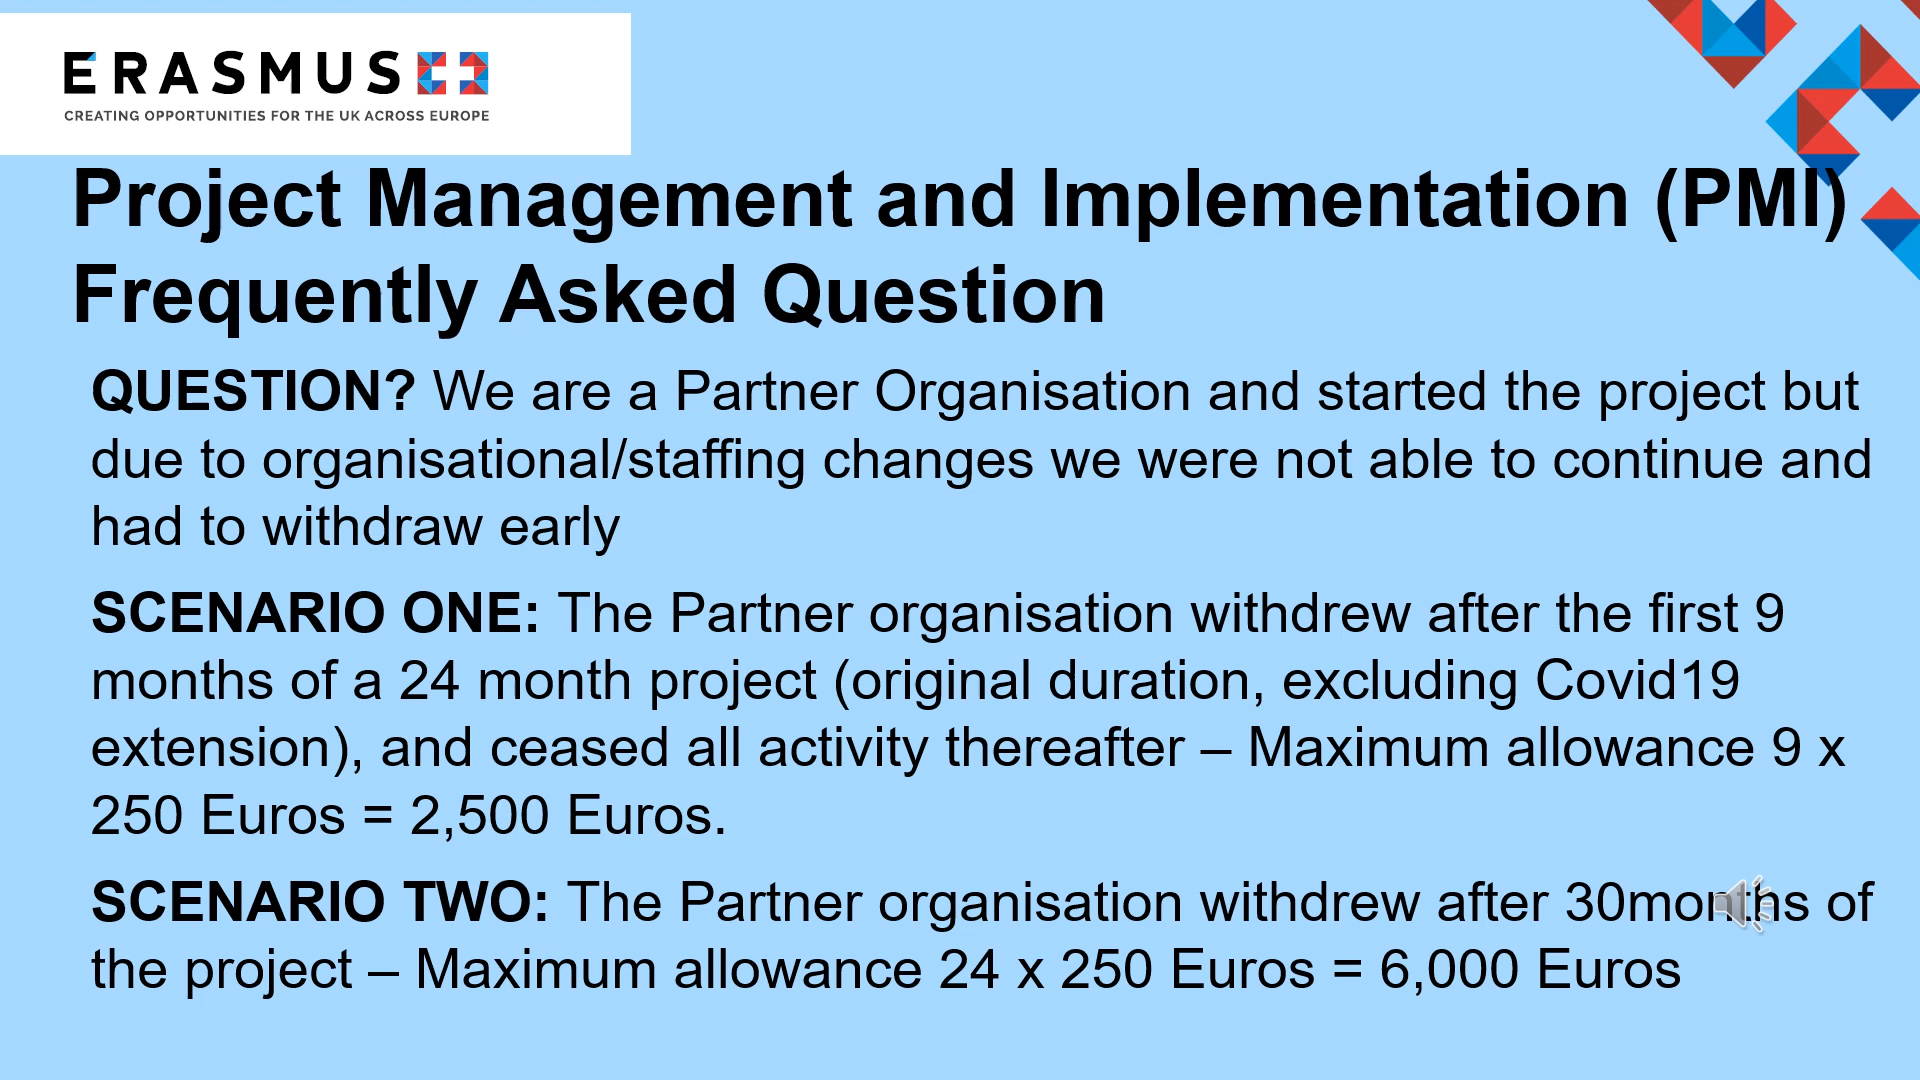 ERASMUS+
CREATING OPPORTUNITIES FOR THE UK ACROSS EUROPE
Project Management and Implementation (PMI)
Frequently Asked Question
QUESTION? We are a Partner Organisation and started the project but
due to organisational/staffing changes we were not able to continue and
had to withdraw early
SCENARIO ONE: The Partner organisation withdrew after the first 9
months of a 24 month project (original duration, excluding Covid19
extension), and ceased all activity thereafter – Maximum allowance 9 x
250 Euros = 2,500 Euros.
SCENARIO TWO: The Partner organisation withdrew after 30months of
the project – Maximum allowance 24 x 250 Euros = 6,000 Euros